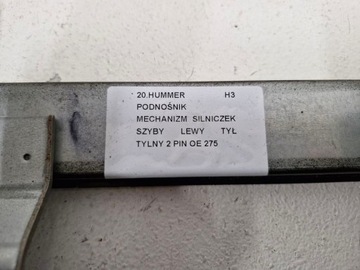 20.HUMMER H3
PODNOŚNIK
MECHANIZM SILNICZEK
SZYBY LEWY TYŁ
TYLNY 2 PIN OE 275